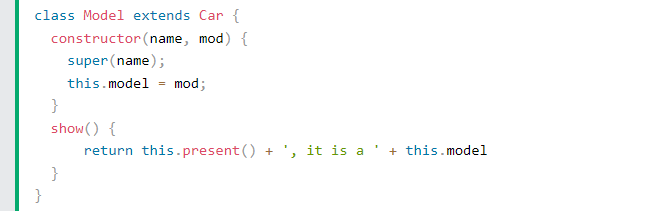 class Model extends Car {
  constructor(name, mod) {
    super(name);
    this.model = mod;
  }
  show() {
      return this.present() + ', it is a ' + this.model
  }
}